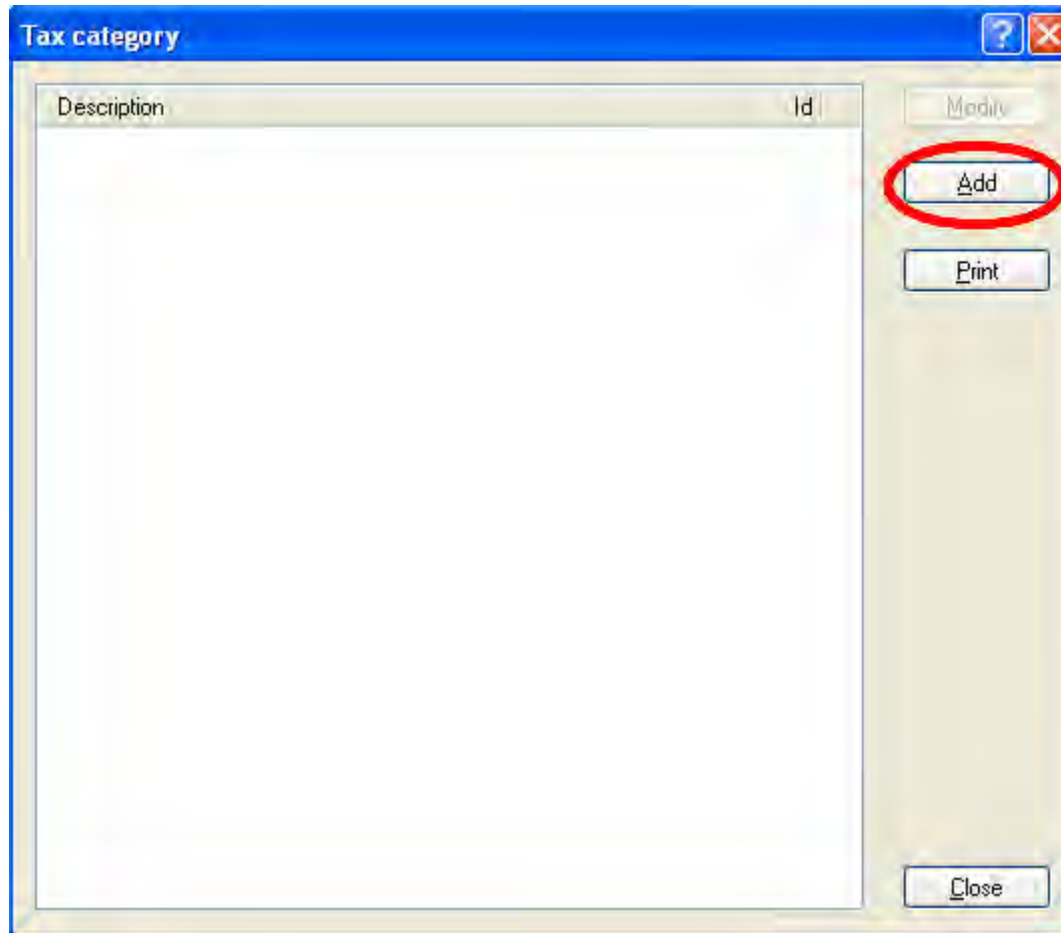 Tax category
Description Id
Modify
Add
Print
Close